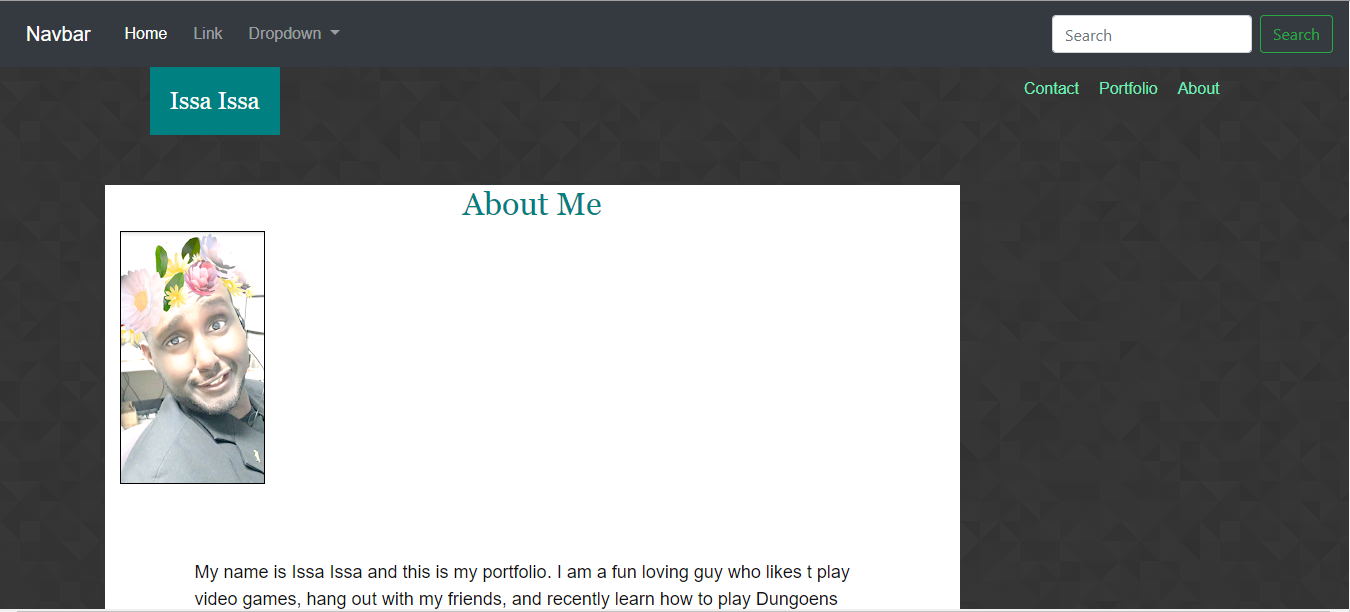 Navbar Home Link Dropdown Search Search
Issa Issa Contact Portfolio About
About Me
My name is Issa Issa and this is my portfolio. I am a fun loving guy who likes t play
video games, hang out with my friends, and recently learn how to play Dungoens